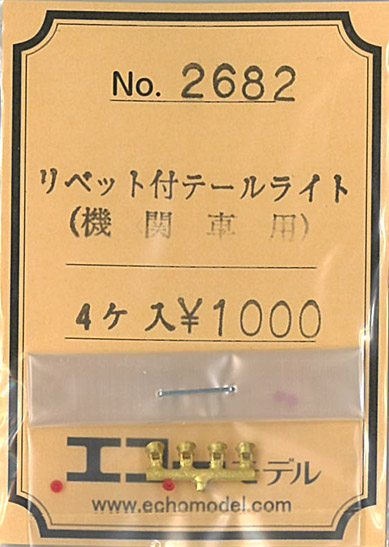 No. 2682
リベット付テールライト
(機関車用)
4ケ入¥1000
エコーモデル
www.echomodel.com